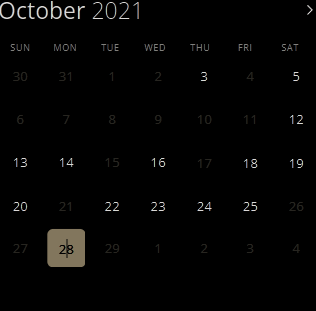 October 2021
SUN MON TUE WED THU FRI SAT
30 31 1 2 3 4 5
6 7 8 9 10 11 12
13 14 15 16 17 18 19
20 21 22 23 24 25 26
27 28 29 1 2 3 4